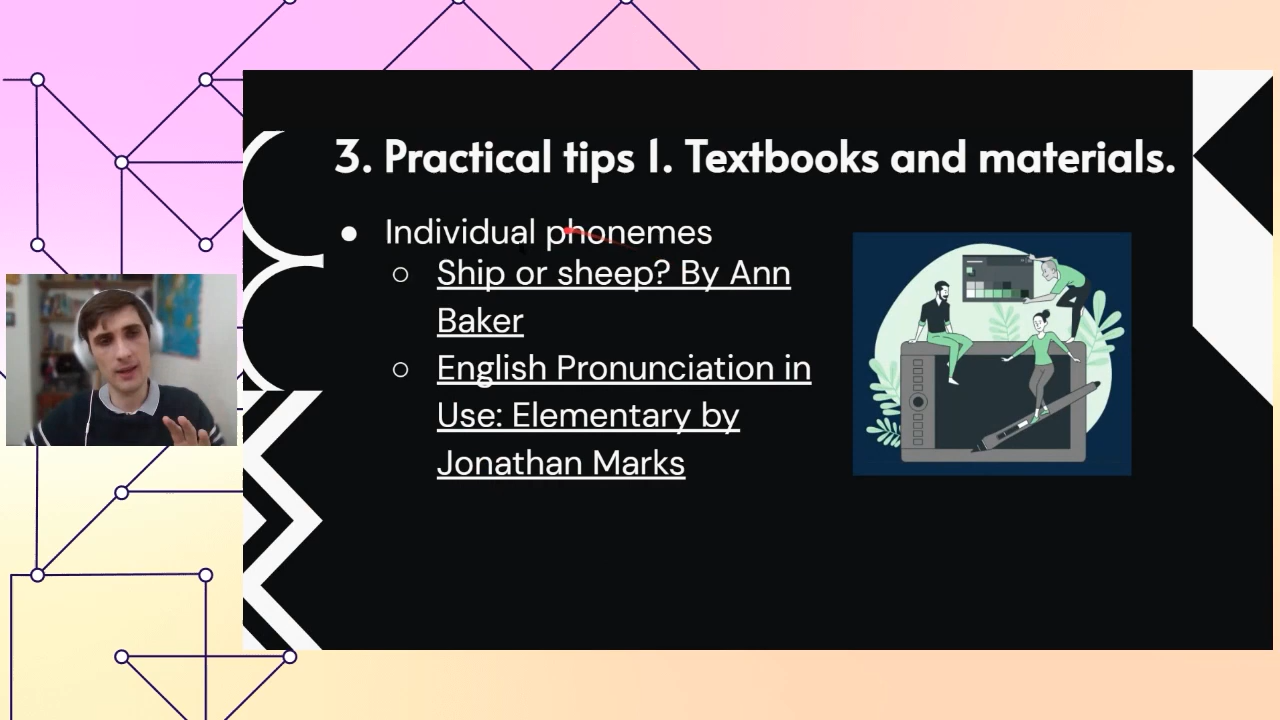 3. Practical tips 1. Textbooks and materials.
● Individual phonemes
○ Ship or sheep? By Ann
Baker
○ English Pronunciation in
Use: Elementary by
Jonathan Marks